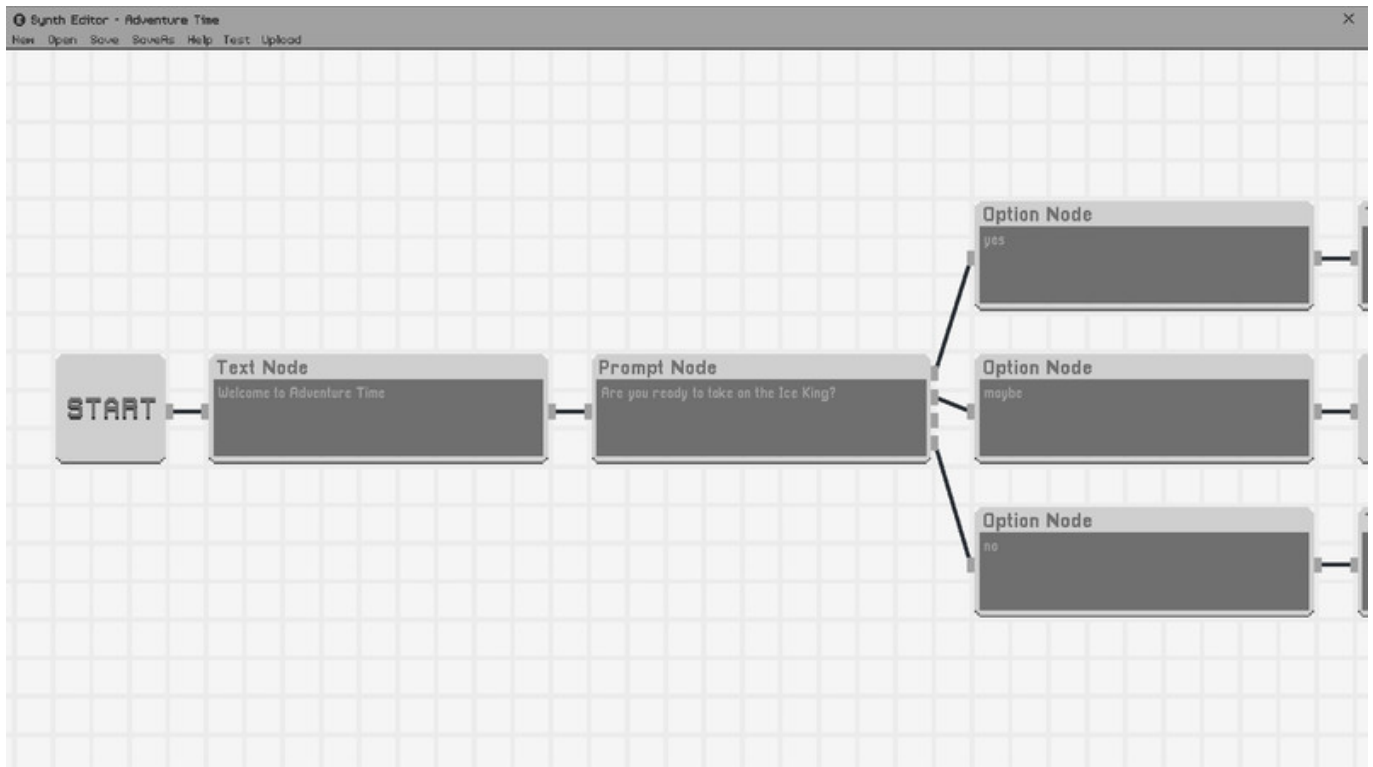 Synth Editor - Adventure Time
New Open Save SaveAs Help Test Upload
Option Node
yes
START
Text Node
Welcome to Adventure Time
Prompt Node
Are you ready to take on the Ice King?
Option Node
maybe
Option Node
no